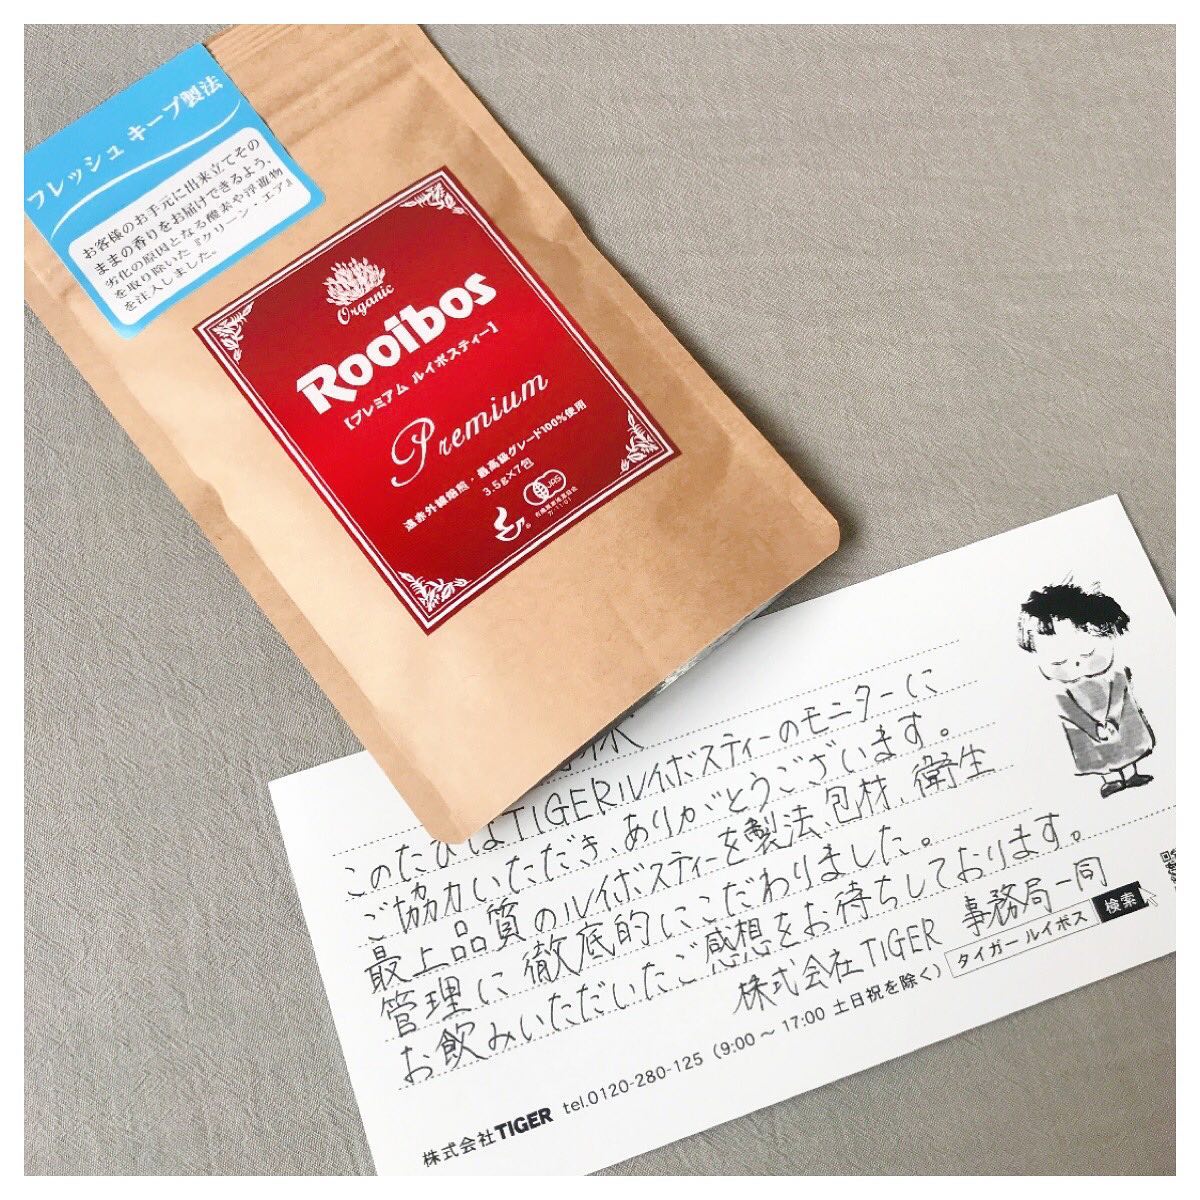 フレッシュ キープ製法
お客様のお手元に出来立てその
ままの香りをお届けできるよう、
劣化の原因となる酸素や浮遊物
を取り除いた『クリーン・エア』
を注入しました。
Organic
Rooibos
【プレミアム ルイボスティー】
Premium
遠赤外線焙煎・最高級グレード100%使用
3.5g×7包
JAS
このたびはTIGERルイボスティーのモニターに
ご協力いただき、ありがとうございます。
最上品質のルイボスティーを製法、包材、衛生
管理に徹底的にこだわりました。
お飲みいただいたご感想をお待ちしております。
株式会社TIGER 事務局一同
タイガー ルイボス 検索
株式会社TIGER tel.0120-280-125（9:00～17:00 土日祝を除く）